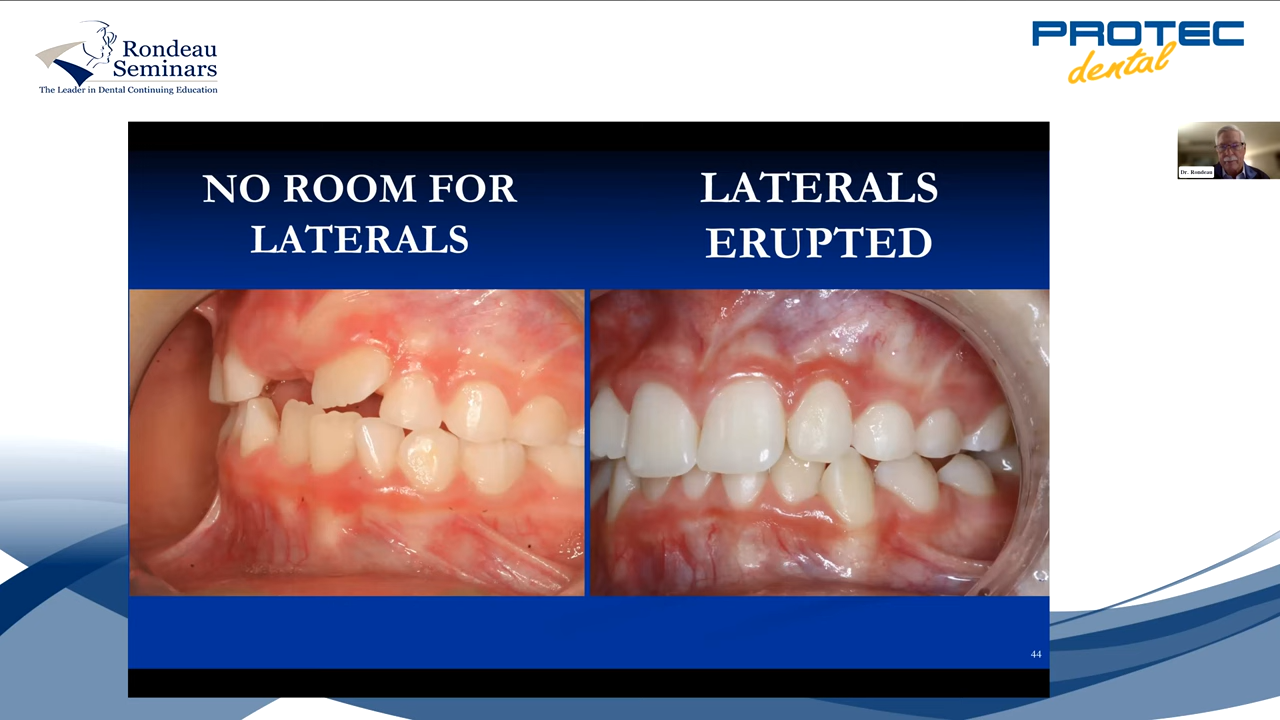 Rondeau
Seminars
The Leader in Dental Continuing Education
PROTEC
dental
Dr. Rondeau
NO ROOM FOR
LATERALS
LATERALS
ERUPTED
44